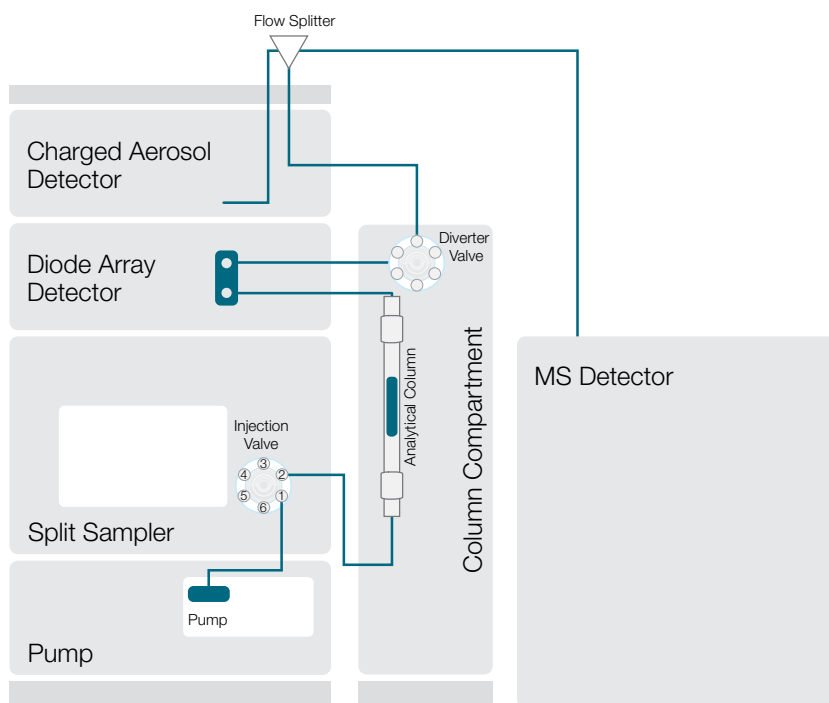 Flow Splitter
Charged Aerosol
Detector
Diverter
Valve
Diode Array
Detector
Analytical Column
Column Compartment
MS Detector
Injection
Valve
3
4 2
5 1
6
Split Sampler
Pump
Pump